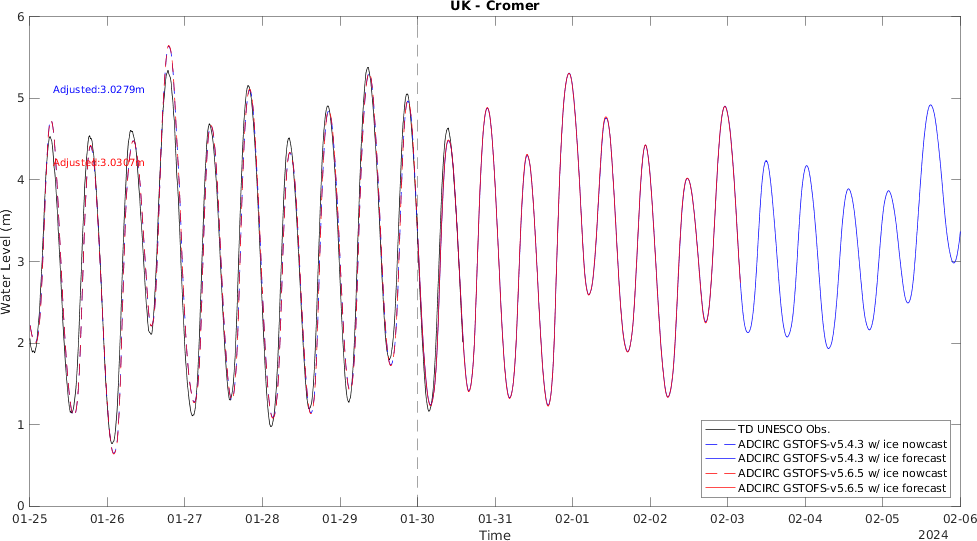 UK - Cromer
6
5
4
3
2
1
0
Water Level (m)
Adjusted:3.0279m
Adjusted:3.0307m
TD UNESCO Obs.
ADCIRC GSTOFS-v5.4.3 w/ ice nowcast
ADCIRC GSTOFS-v5.4.3 w/ ice forecast
ADCIRC GSTOFS-v5.6.5 w/ ice nowcast
ADCIRC GSTOFS-v5.6.5 w/ ice forecast
01-25 01-26 01-27 01-28 01-29 01-30 01-31 02-01 02-02 02-03 02-04 02-05 02-06
Time
2024